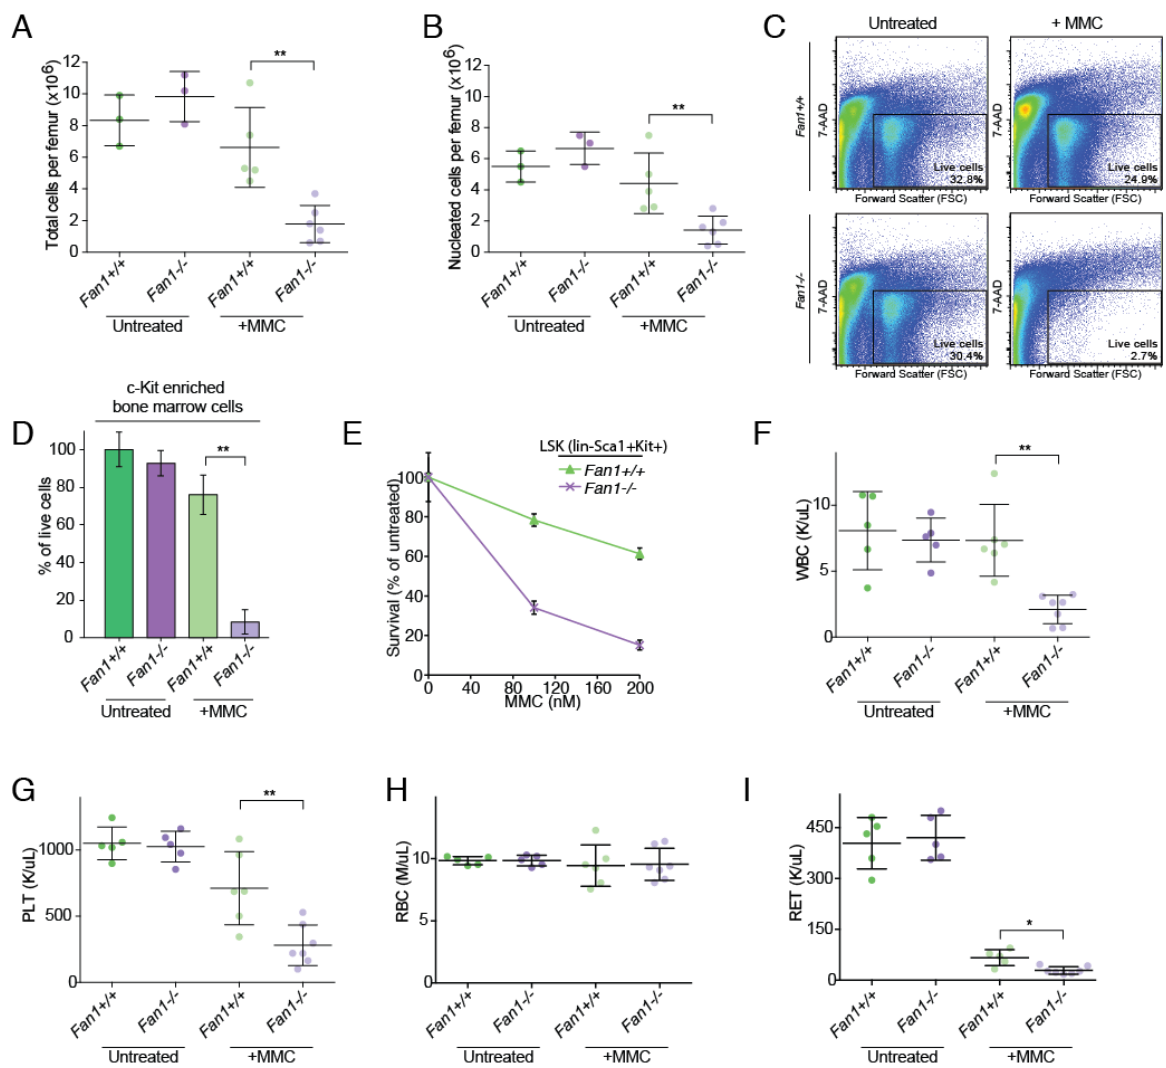 A
Total cells per femur (x10⁶)
12
10
8
6
4
2
0
**
Fan1+/+
Fan1-/-
Fan1+/+
Fan1-/-
Untreated
+MMC
B
Nucleated cells per femur (x10⁶)
12
10
8
6
4
2
0
**
Fan1+/+
Fan1-/-
Fan1+/+
Fan1-/-
Untreated
+MMC
C
Untreated
+ MMC
Fan1+/+
7-AAD
Live cells
32.8%
Forward Scatter (FSC)
7-AAD
Live cells
24.9%
Forward Scatter (FSC)
Fan1-/-
7-AAD
Live cells
30.4%
Forward Scatter (FSC)
7-AAD
Live cells
2.7%
Forward Scatter (FSC)
D
c-Kit enriched
bone marrow cells
% of live cells
100
80
60
40
20
0
**
Fan1+/+
Fan1-/-
Fan1+/+
Fan1-/-
Untreated
+MMC
E
LSK (lin-Sca1+Kit+)
Fan1+/+
Fan1-/-
Survival (% of untreated)
100
80
60
40
20
0
0
40
80
120
160
200
MMC (nM)
F
WBC (K/uL)
10
5
0
**
Fan1+/+
Fan1-/-
Fan1+/+
Fan1-/-
Untreated
+MMC
G
PLT (K/uL)
1000
500
0
**
Fan1+/+
Fan1-/-
Fan1+/+
Fan1-/-
Untreated
+MMC
H
RBC (M/uL)
10
5
0
Fan1+/+
Fan1-/-
Fan1+/+
Fan1-/-
Untreated
+MMC
I
RET (K/uL)
450
300
150
0
*
Fan1+/+
Fan1-/-
Fan1+/+
Fan1-/-
Untreated
+MMC